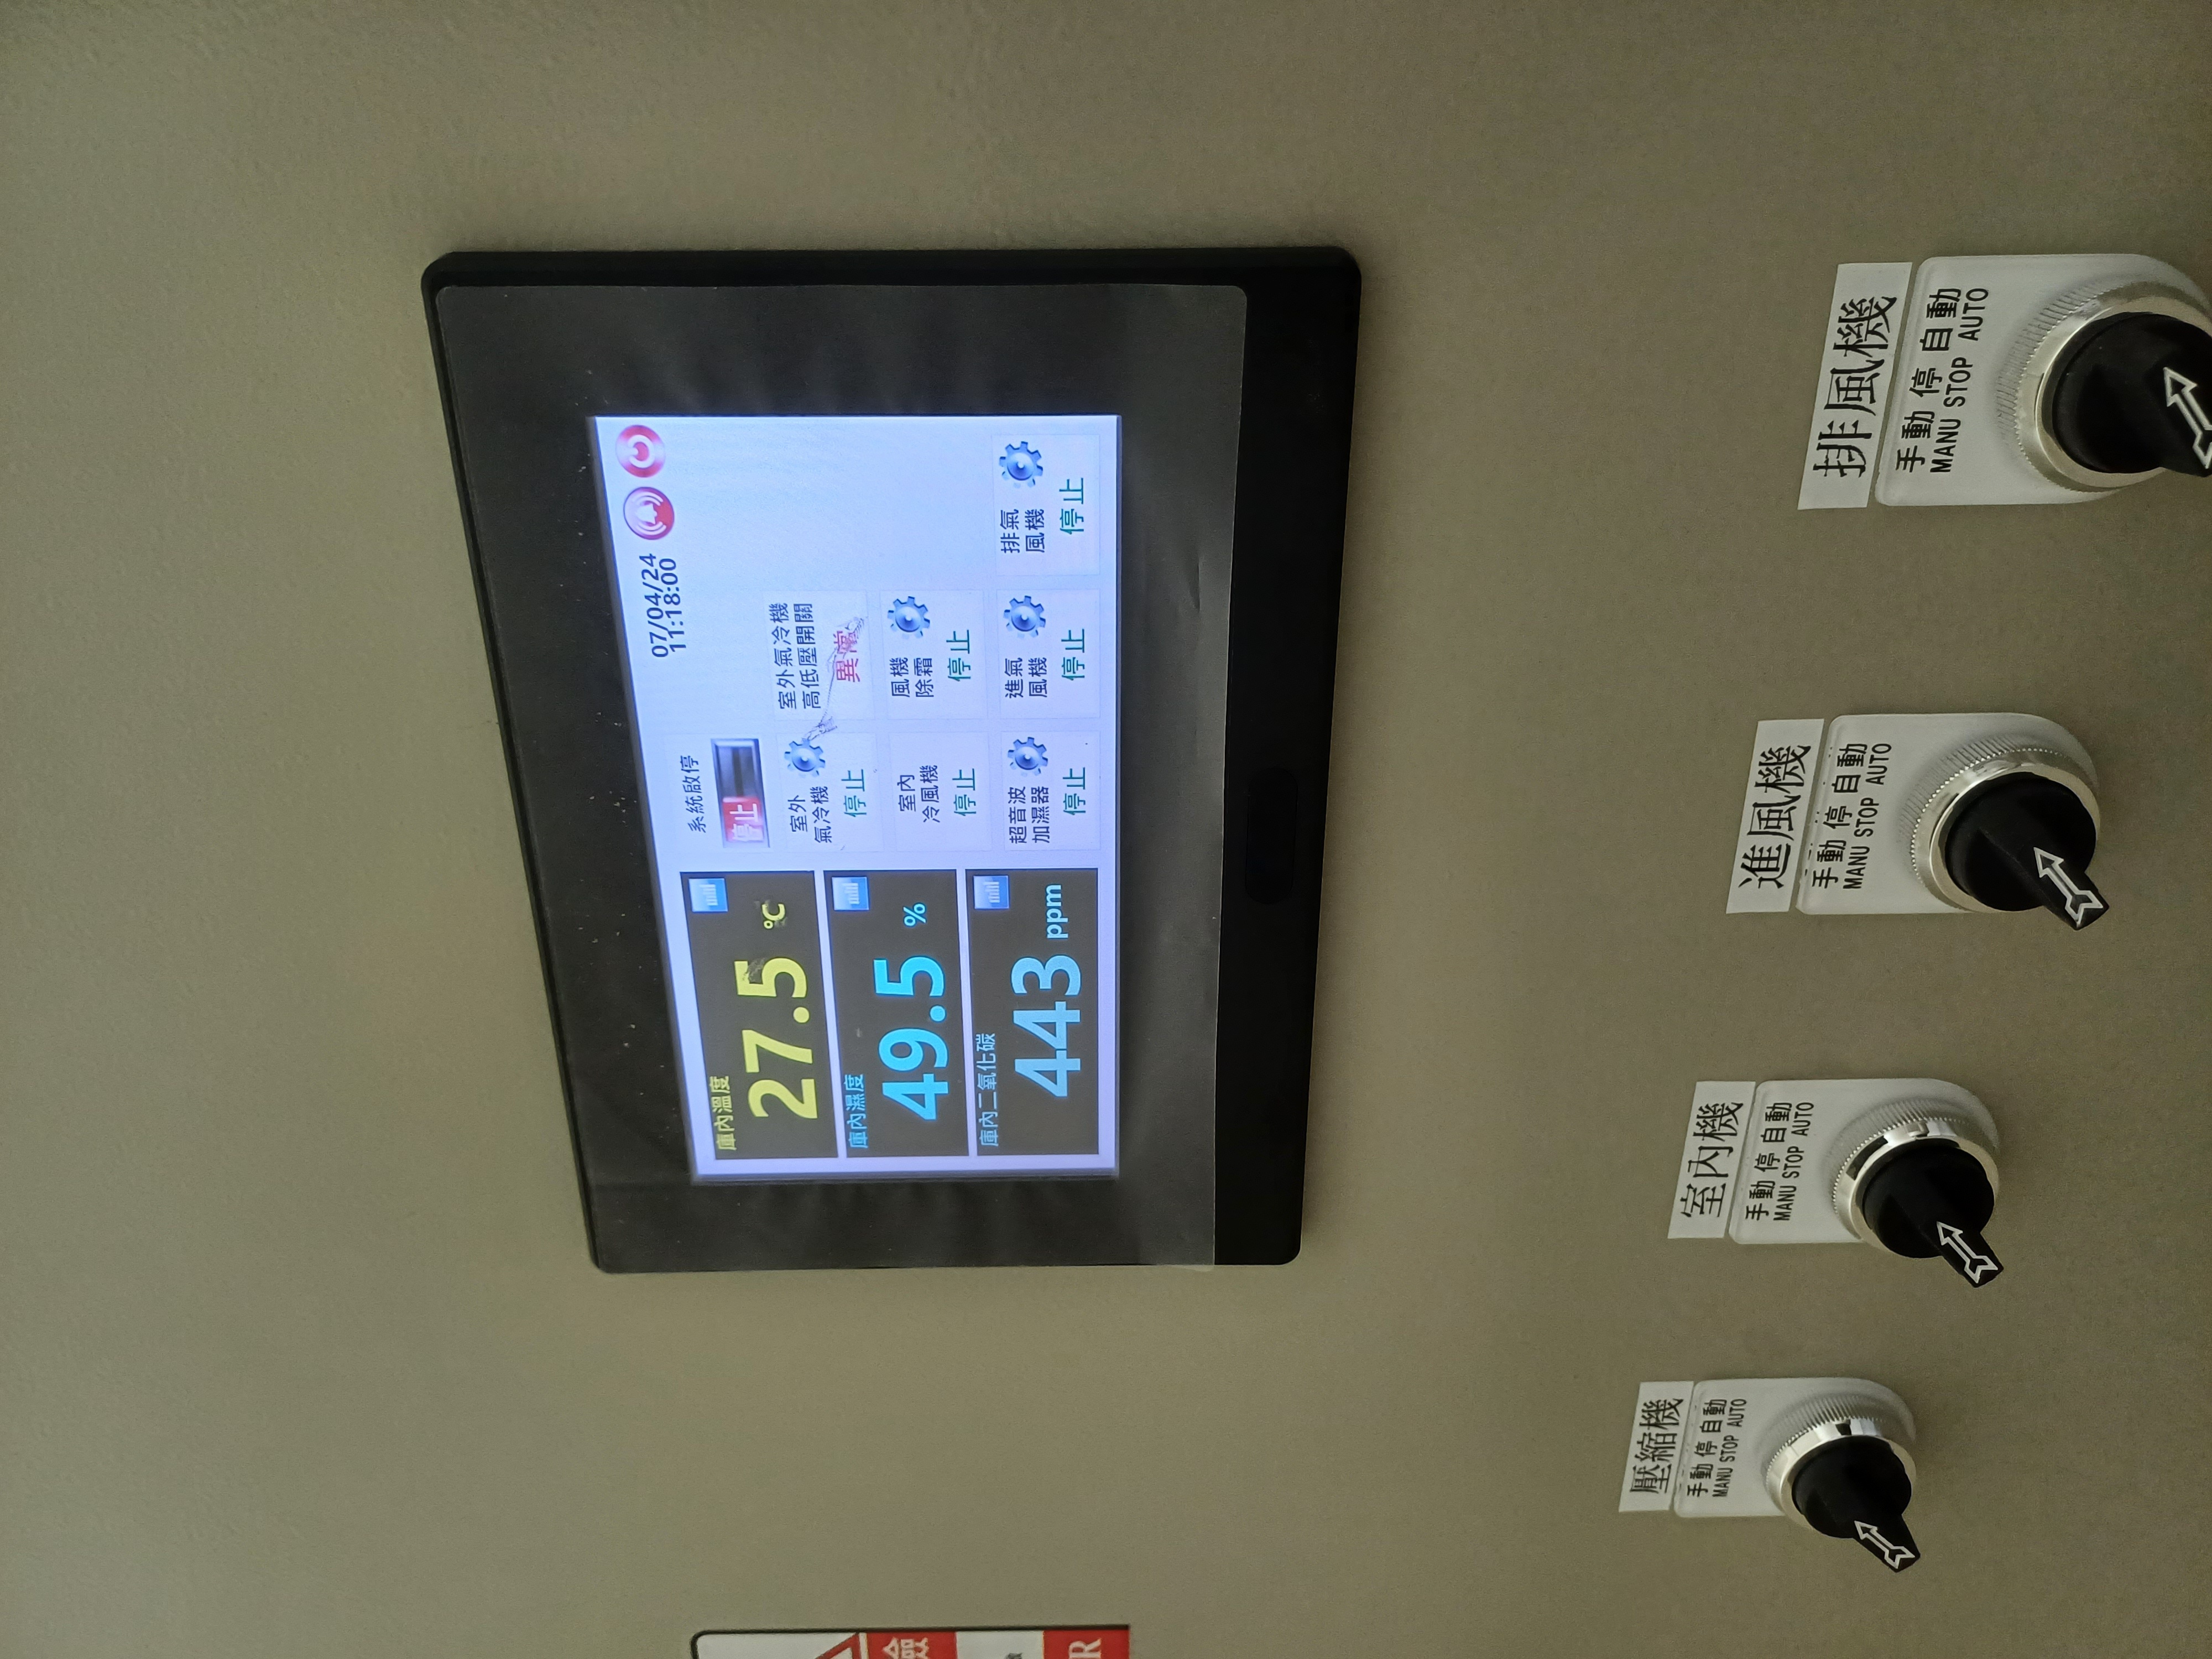 07/04/24
11:18:00
庫內溫度
27.5 °C
庫內濕度
49.5 %
庫內二氧化碳
443 ppm
系統啟停
停止
室外
氣冷機
停止
室外氣冷機
高低壓開關
異常
室內
冷風機
停止
風機
除霜
停止
超音波
加濕器
停止
進氣
風機
停止
排氣
風機
停止
壓縮機
手動 停 自動
MANU STOP AUTO
室內機
手動 停 自動
MANU STOP AUTO
進風機
手動 停 自動
MANU STOP AUTO
排風機
手動 停 自動
MANU STOP AUTO
R